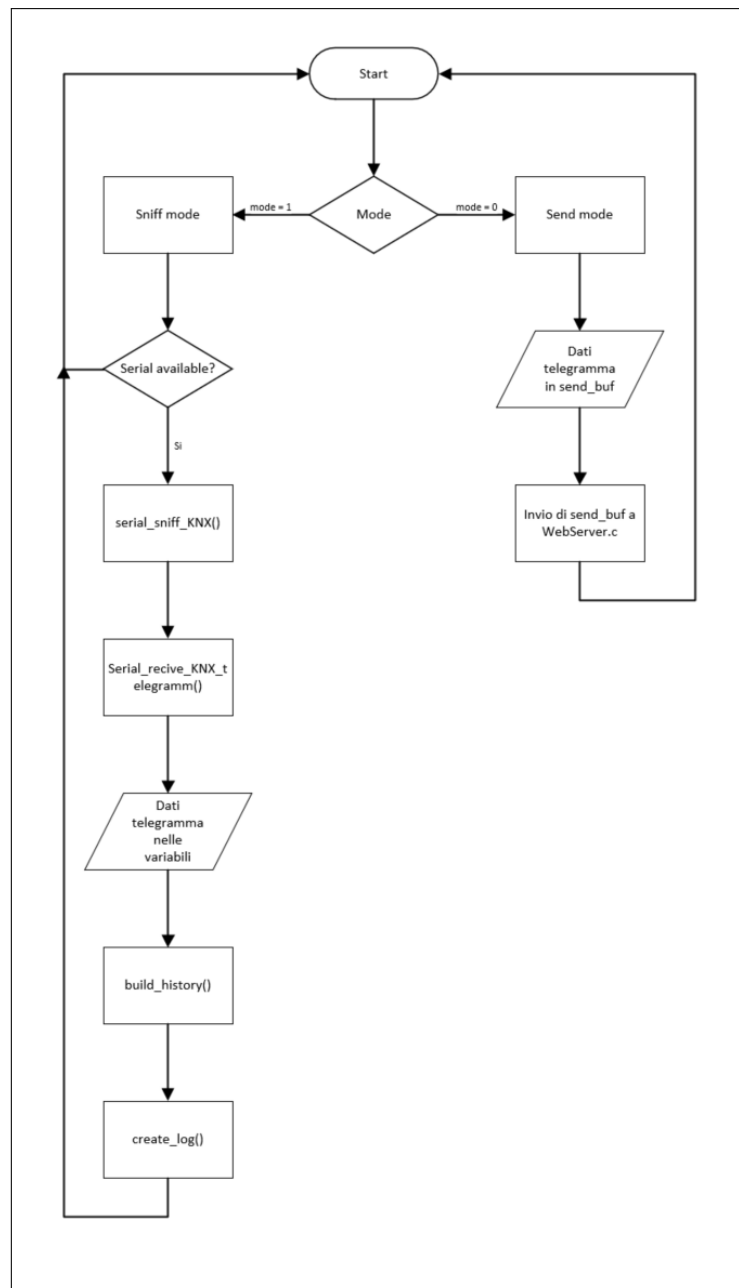 Start
Sniff mode
mode = 1
Mode
mode = 0
Send mode
Serial available?
Dati
telegramma
in send_buf
Si
serial_sniff_KNX()
Invio di send_buf a
WebServer.c
Serial_recive_KNX_t
elegramm()
Dati
telegramma
nelle
variabili
build_history()
create_log()